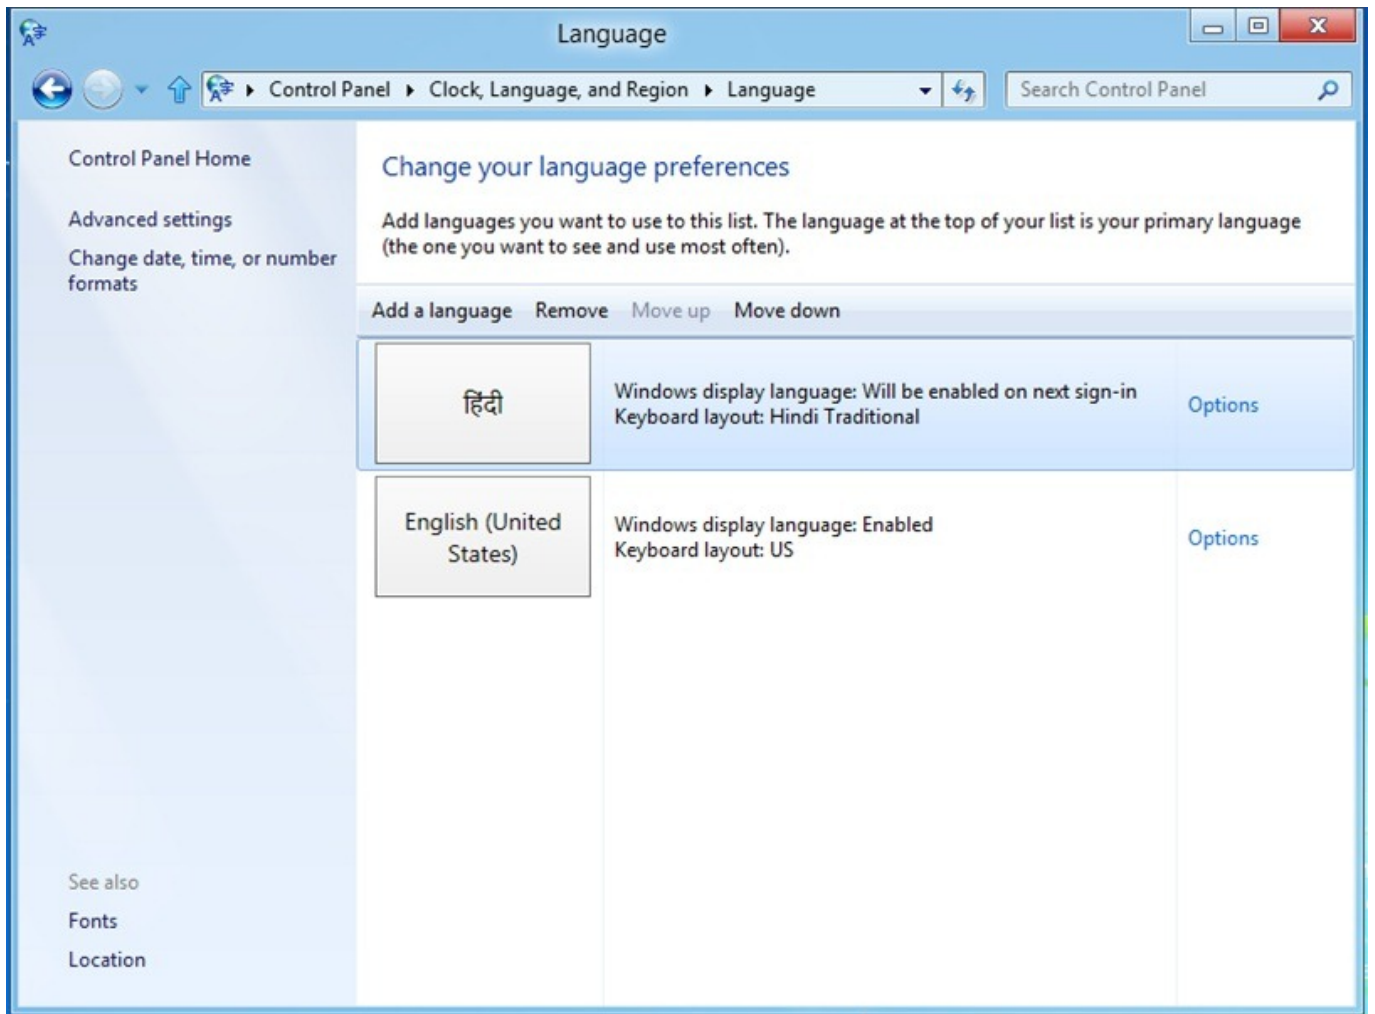 Language
Control Panel Clock, Language, and Region Language
Search Control Panel
Control Panel Home
Advanced settings
Change date, time, or number
formats
Change your language preferences
Add languages you want to use to this list. The language at the top of your list is your primary language
(the one you want to see and use most often).
Add a language Remove Move up Move down
हिंदी
Windows display language: Will be enabled on next sign-in
Keyboard layout: Hindi Traditional
Options
English (United
States)
Windows display language: Enabled
Keyboard layout: US
Options
See also
Fonts
Location